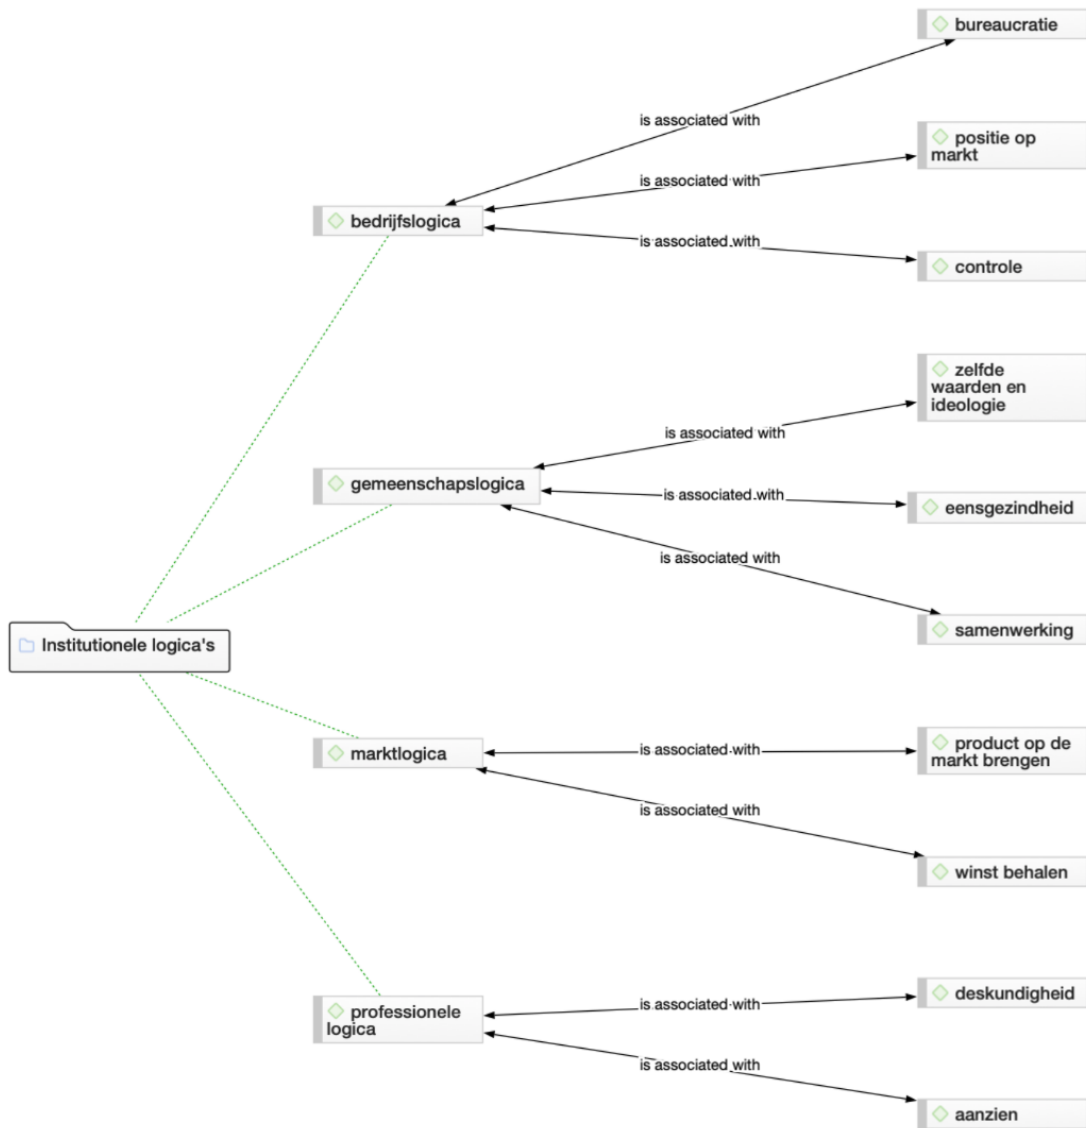 bureaucratie
is associated with
positie op
markt
is associated with
bedrijfslogica
is associated with
controle
zelfde
waarden en
ideologie
is associated with
gemeenschapslogica
is associated with
eensgezindheid
is associated with
samenwerking
Institutionele logica's
marktlogica
is associated with
product op de
markt brengen
is associated with
winst behalen
professionele
logica
is associated with
deskundigheid
is associated with
aanzien